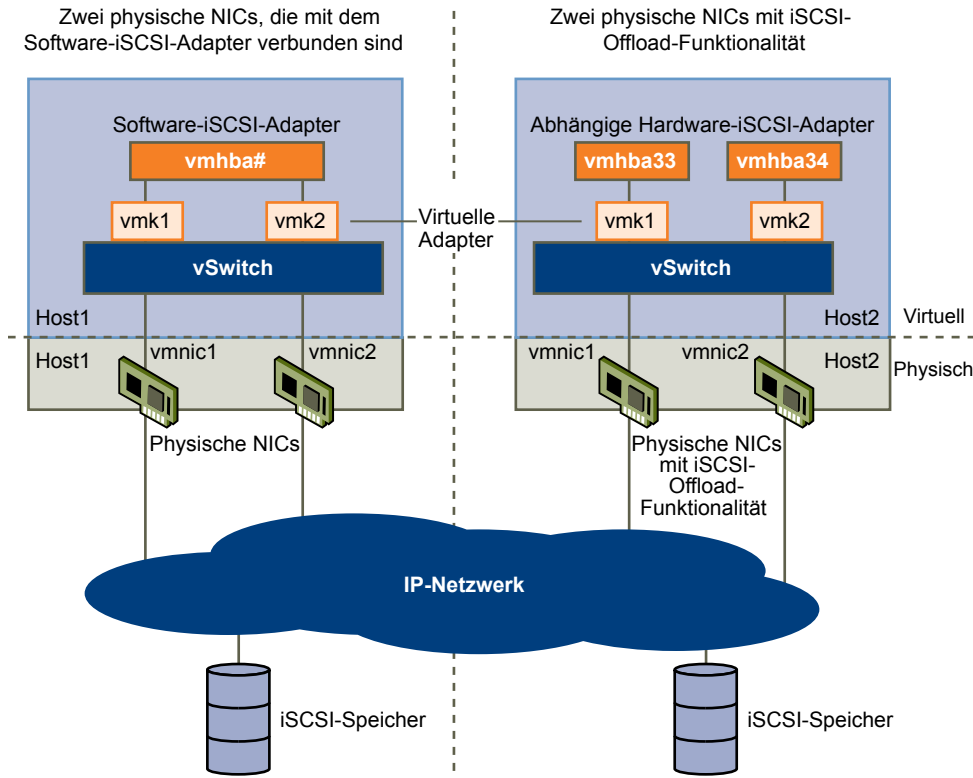 Zwei physische NICs, die mit dem
Software-iSCSI-Adapter verbunden sind
Zwei physische NICs mit iSCSI-
Offload-Funktionalität
Software-iSCSI-Adapter
vmhba#
vmk1
vmk2
vSwitch
Host1
Virtuelle
Adapter
Abhängige Hardware-iSCSI-Adapter
vmhba33
vmhba34
vmk1
vmk2
vSwitch
Host2
Virtuell
Host1
vmnic1
vmnic2
Physische NICs
vmnic1
vmnic2
Host2
Physisch
Physische NICs
mit iSCSI-
Offload-
Funktionalität
IP-Netzwerk
iSCSI-Speicher
iSCSI-Speicher